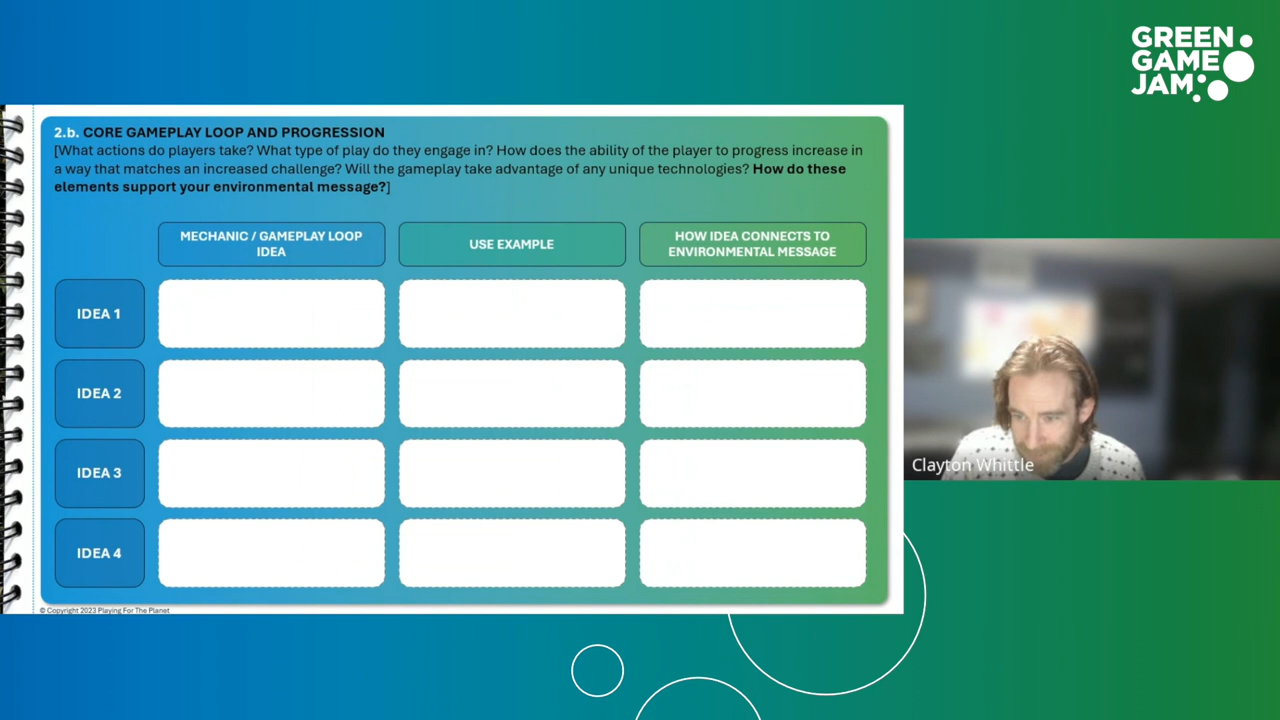 GREEN
GAME
JAM
2.b. CORE GAMEPLAY LOOP AND PROGRESSION
[What actions do players take? What type of play do they engage in? How does the ability of the player to progress increase in
a way that matches an increased challenge? Will the gameplay take advantage of any unique technologies? How do these
elements support your environmental message?]
MECHANIC / GAMEPLAY LOOP
IDEA
USE EXAMPLE
HOW IDEA CONNECTS TO
ENVIRONMENTAL MESSAGE
IDEA 1
IDEA 2
IDEA 3
IDEA 4
Clayton Whittle
© Copyright 2023 Playing For The Planet